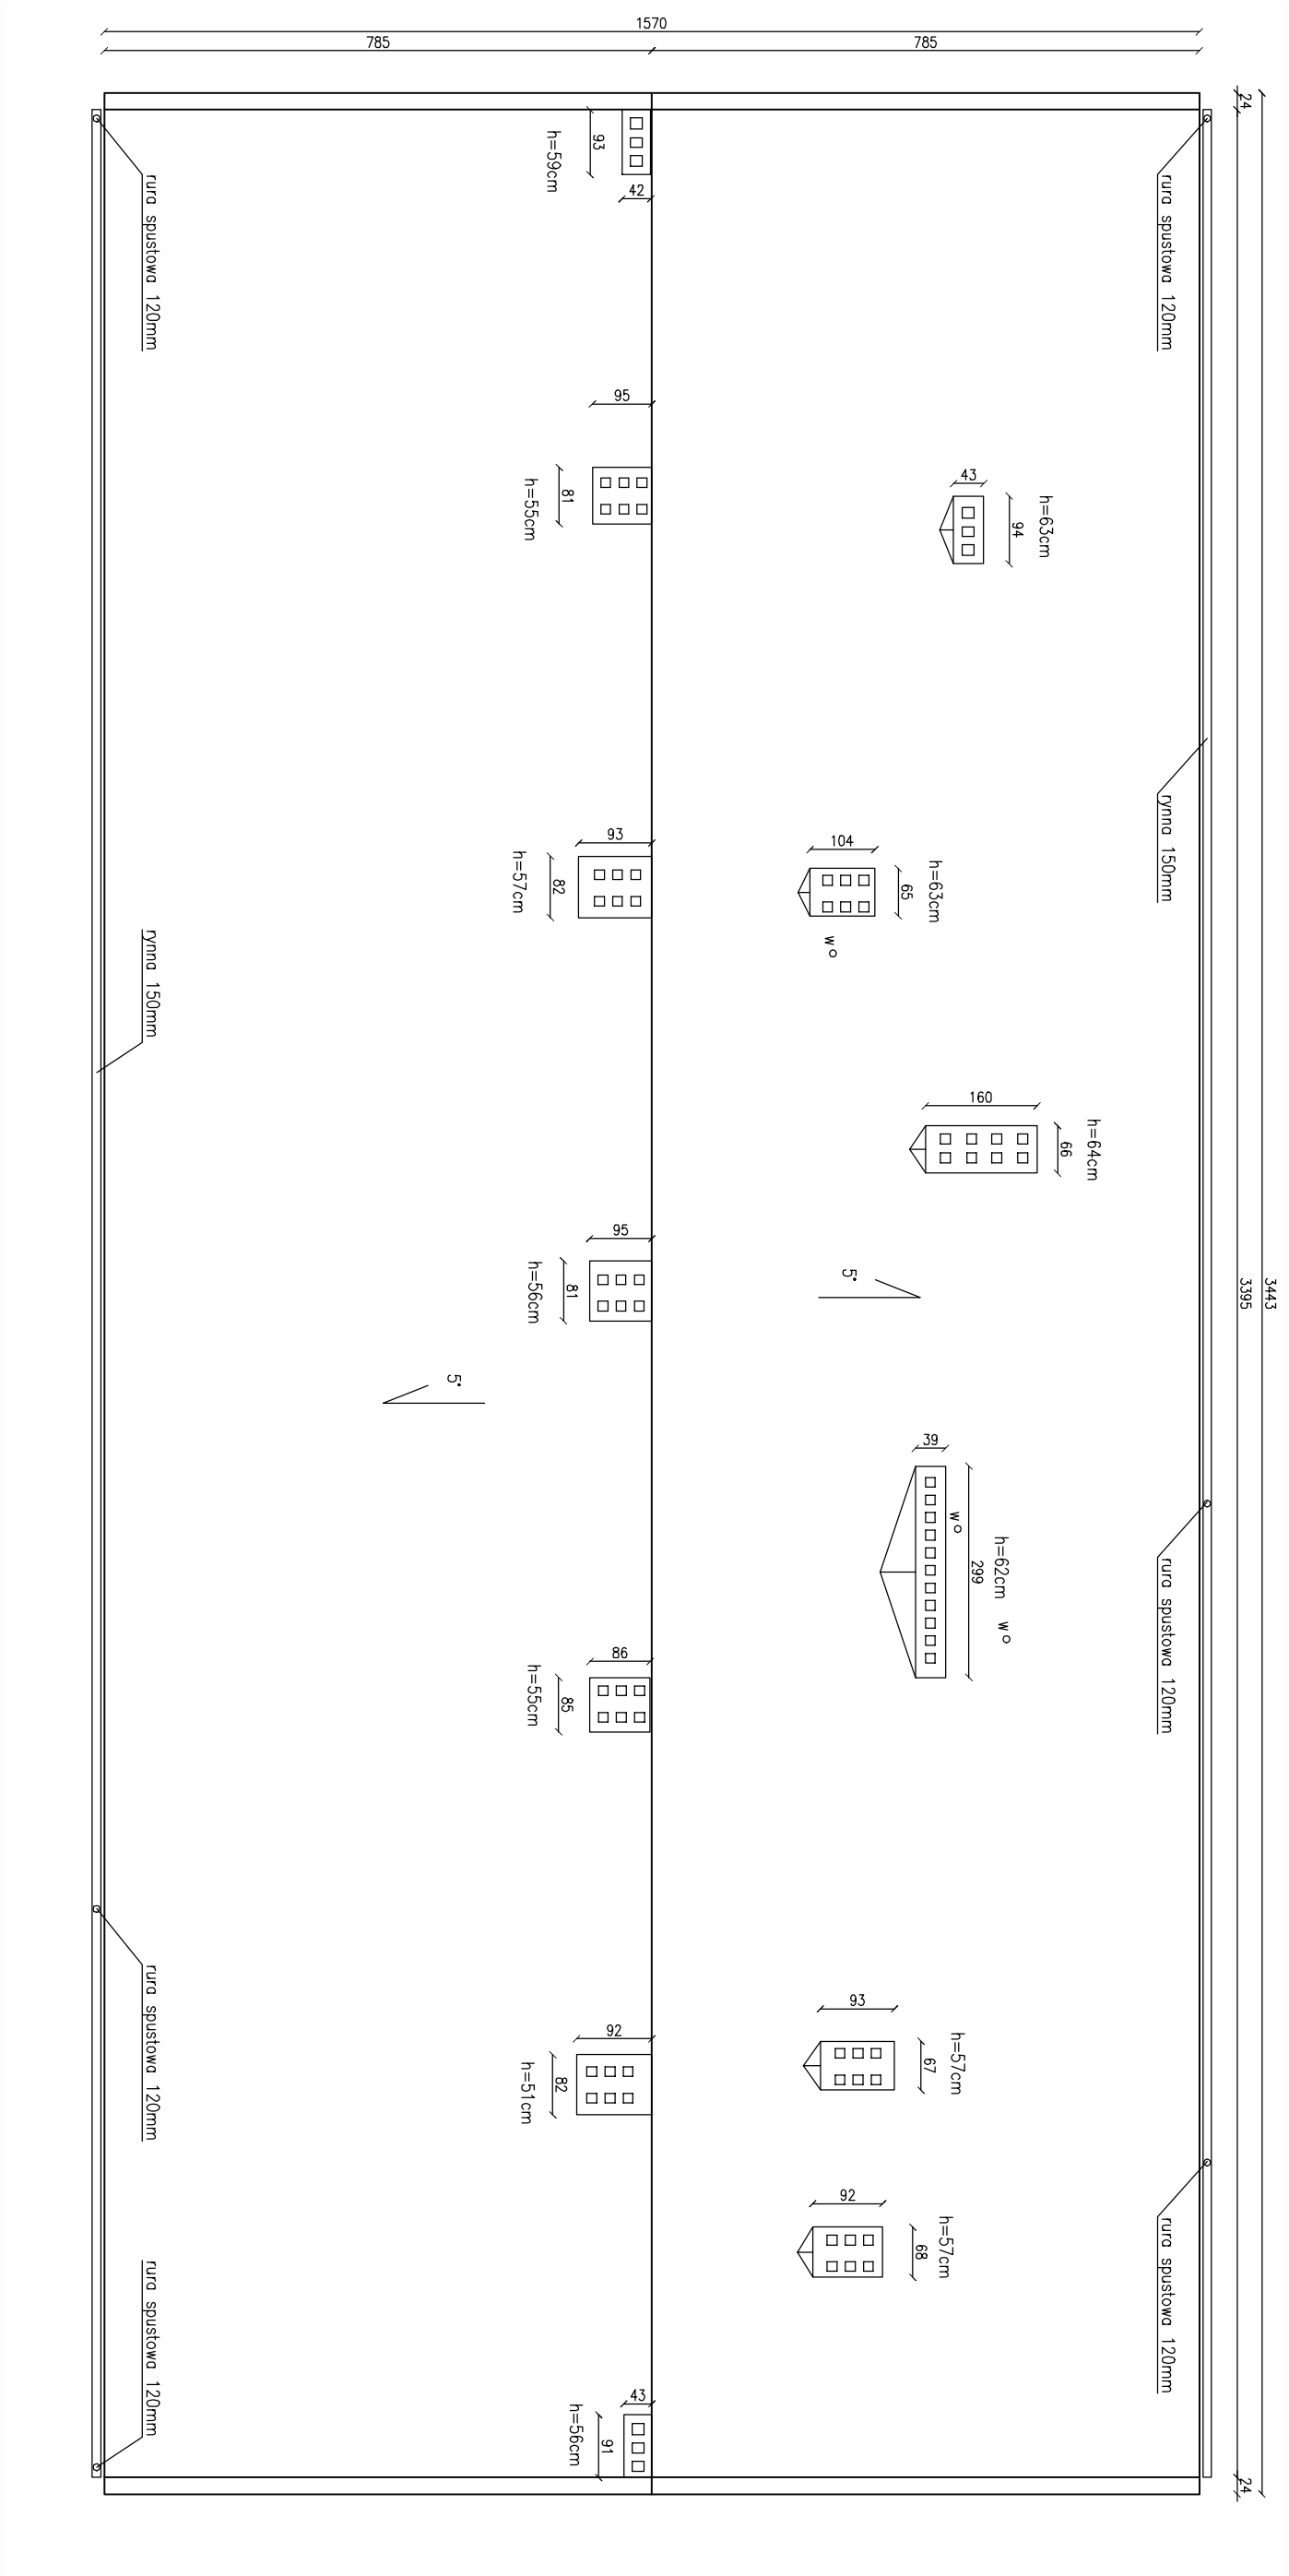 1570
785
785
24
93
h=59cm
42
rura spustowa 120mm
rura spustowa 120mm
95
81
h=55cm
43
94
h=63cm
rynna 150mm
93
82
h=57cm
104
65
h=63cm
w
rynna 150mm
160
66
h=64cm
95
81
h=56cm
5°
3395
3443
5°
39
w
299
h=62cm
w
rura spustowa 120mm
86
85
h=55cm
rura spustowa 120mm
93
67
h=57cm
92
82
h=51cm
92
68
h=57cm
rura spustowa 120mm
rura spustowa 120mm
43
91
h=56cm
24